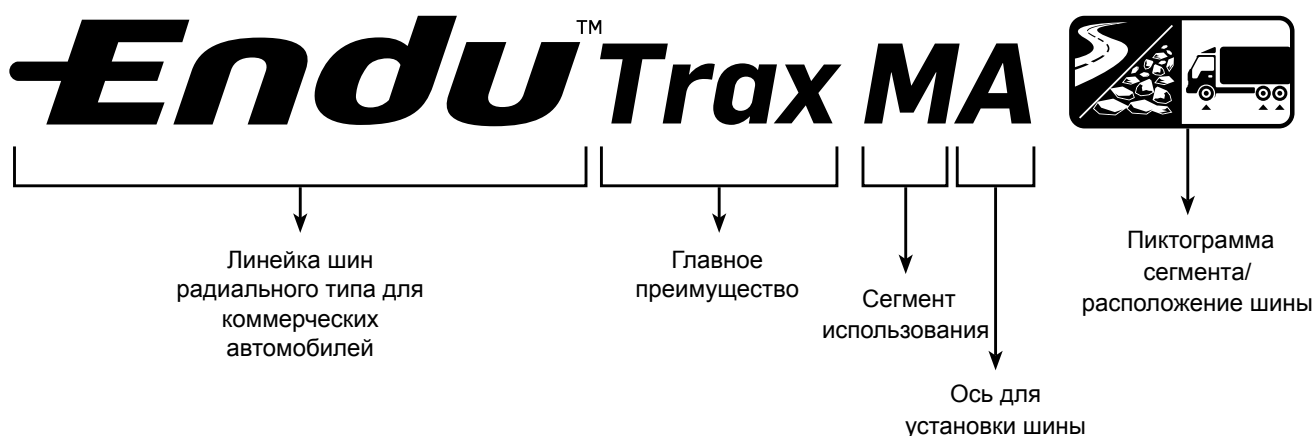 Endu™ Trax MA
Линейка шин
радиального типа для
коммерческих
автомобилей
Главное
преимущество
Сегмент
использования
Ось для
установки шины
Пиктограмма
сегмента/
расположение шины